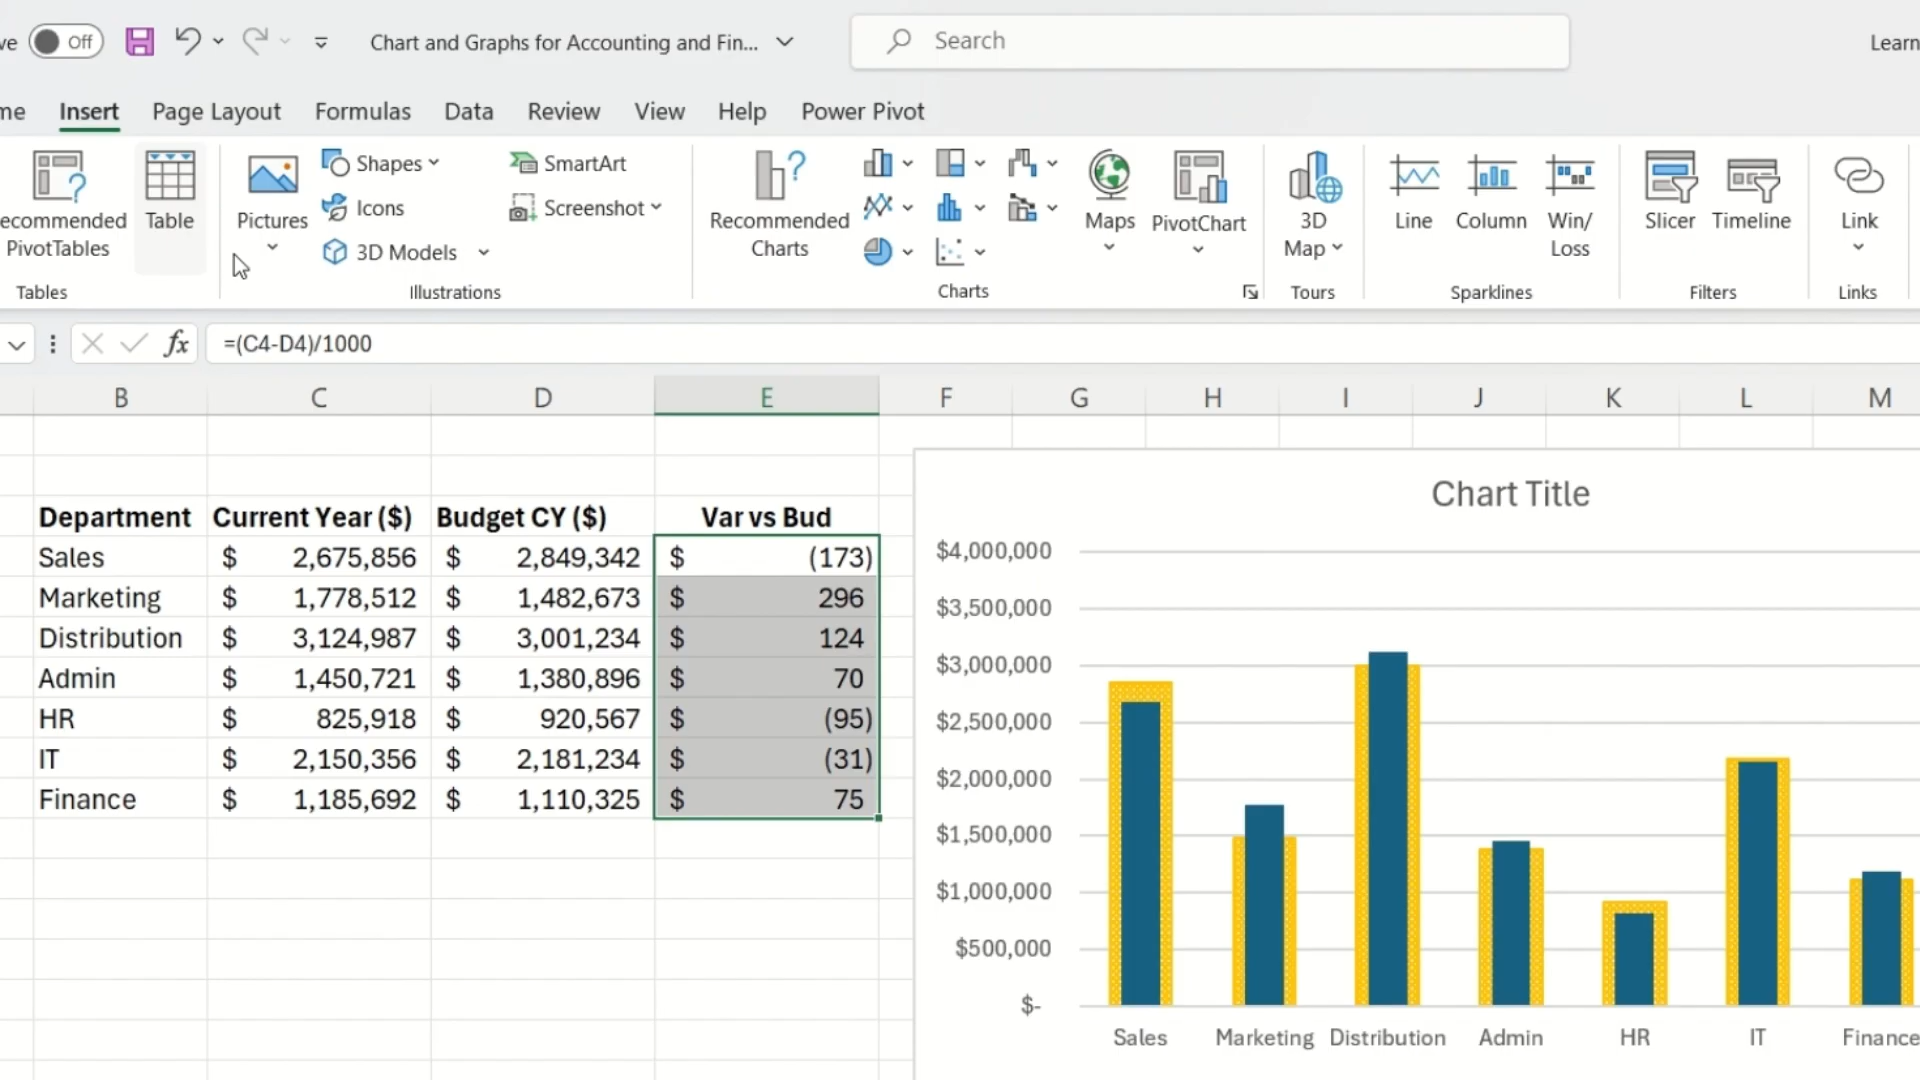 ve Off Chart and Graphs for Accounting and Fin... Search Learn
me Insert Page Layout Formulas Data Review View Help Power Pivot
ecommended PivotTables
Table
Pictures
Shapes
Icons
3D Models
SmartArt
Screenshot
Recommended Charts
Maps
PivotChart
3D Map
Line
Column
Win/ Loss
Slicer
Timeline
Link
Tables Illustrations Charts Tours Sparklines Filters Links
fx =(C4-D4)/1000
B C D E F G H I J K L M
Department Current Year ($) Budget CY ($) Var vs Bud
Sales $ 2,675,856 $ 2,849,342 $ (173)
Marketing $ 1,778,512 $ 1,482,673 $ 296
Distribution $ 3,124,987 $ 3,001,234 $ 124
Admin $ 1,450,721 $ 1,380,896 $ 70
HR $ 825,918 $ 920,567 $ (95)
IT $ 2,150,356 $ 2,181,234 $ (31)
Finance $ 1,185,692 $ 1,110,325 $ 75
Chart Title
$4,000,000
$3,500,000
$3,000,000
$2,500,000
$2,000,000
$1,500,000
$1,000,000
$500,000
$-
Sales Marketing Distribution Admin HR IT Finance